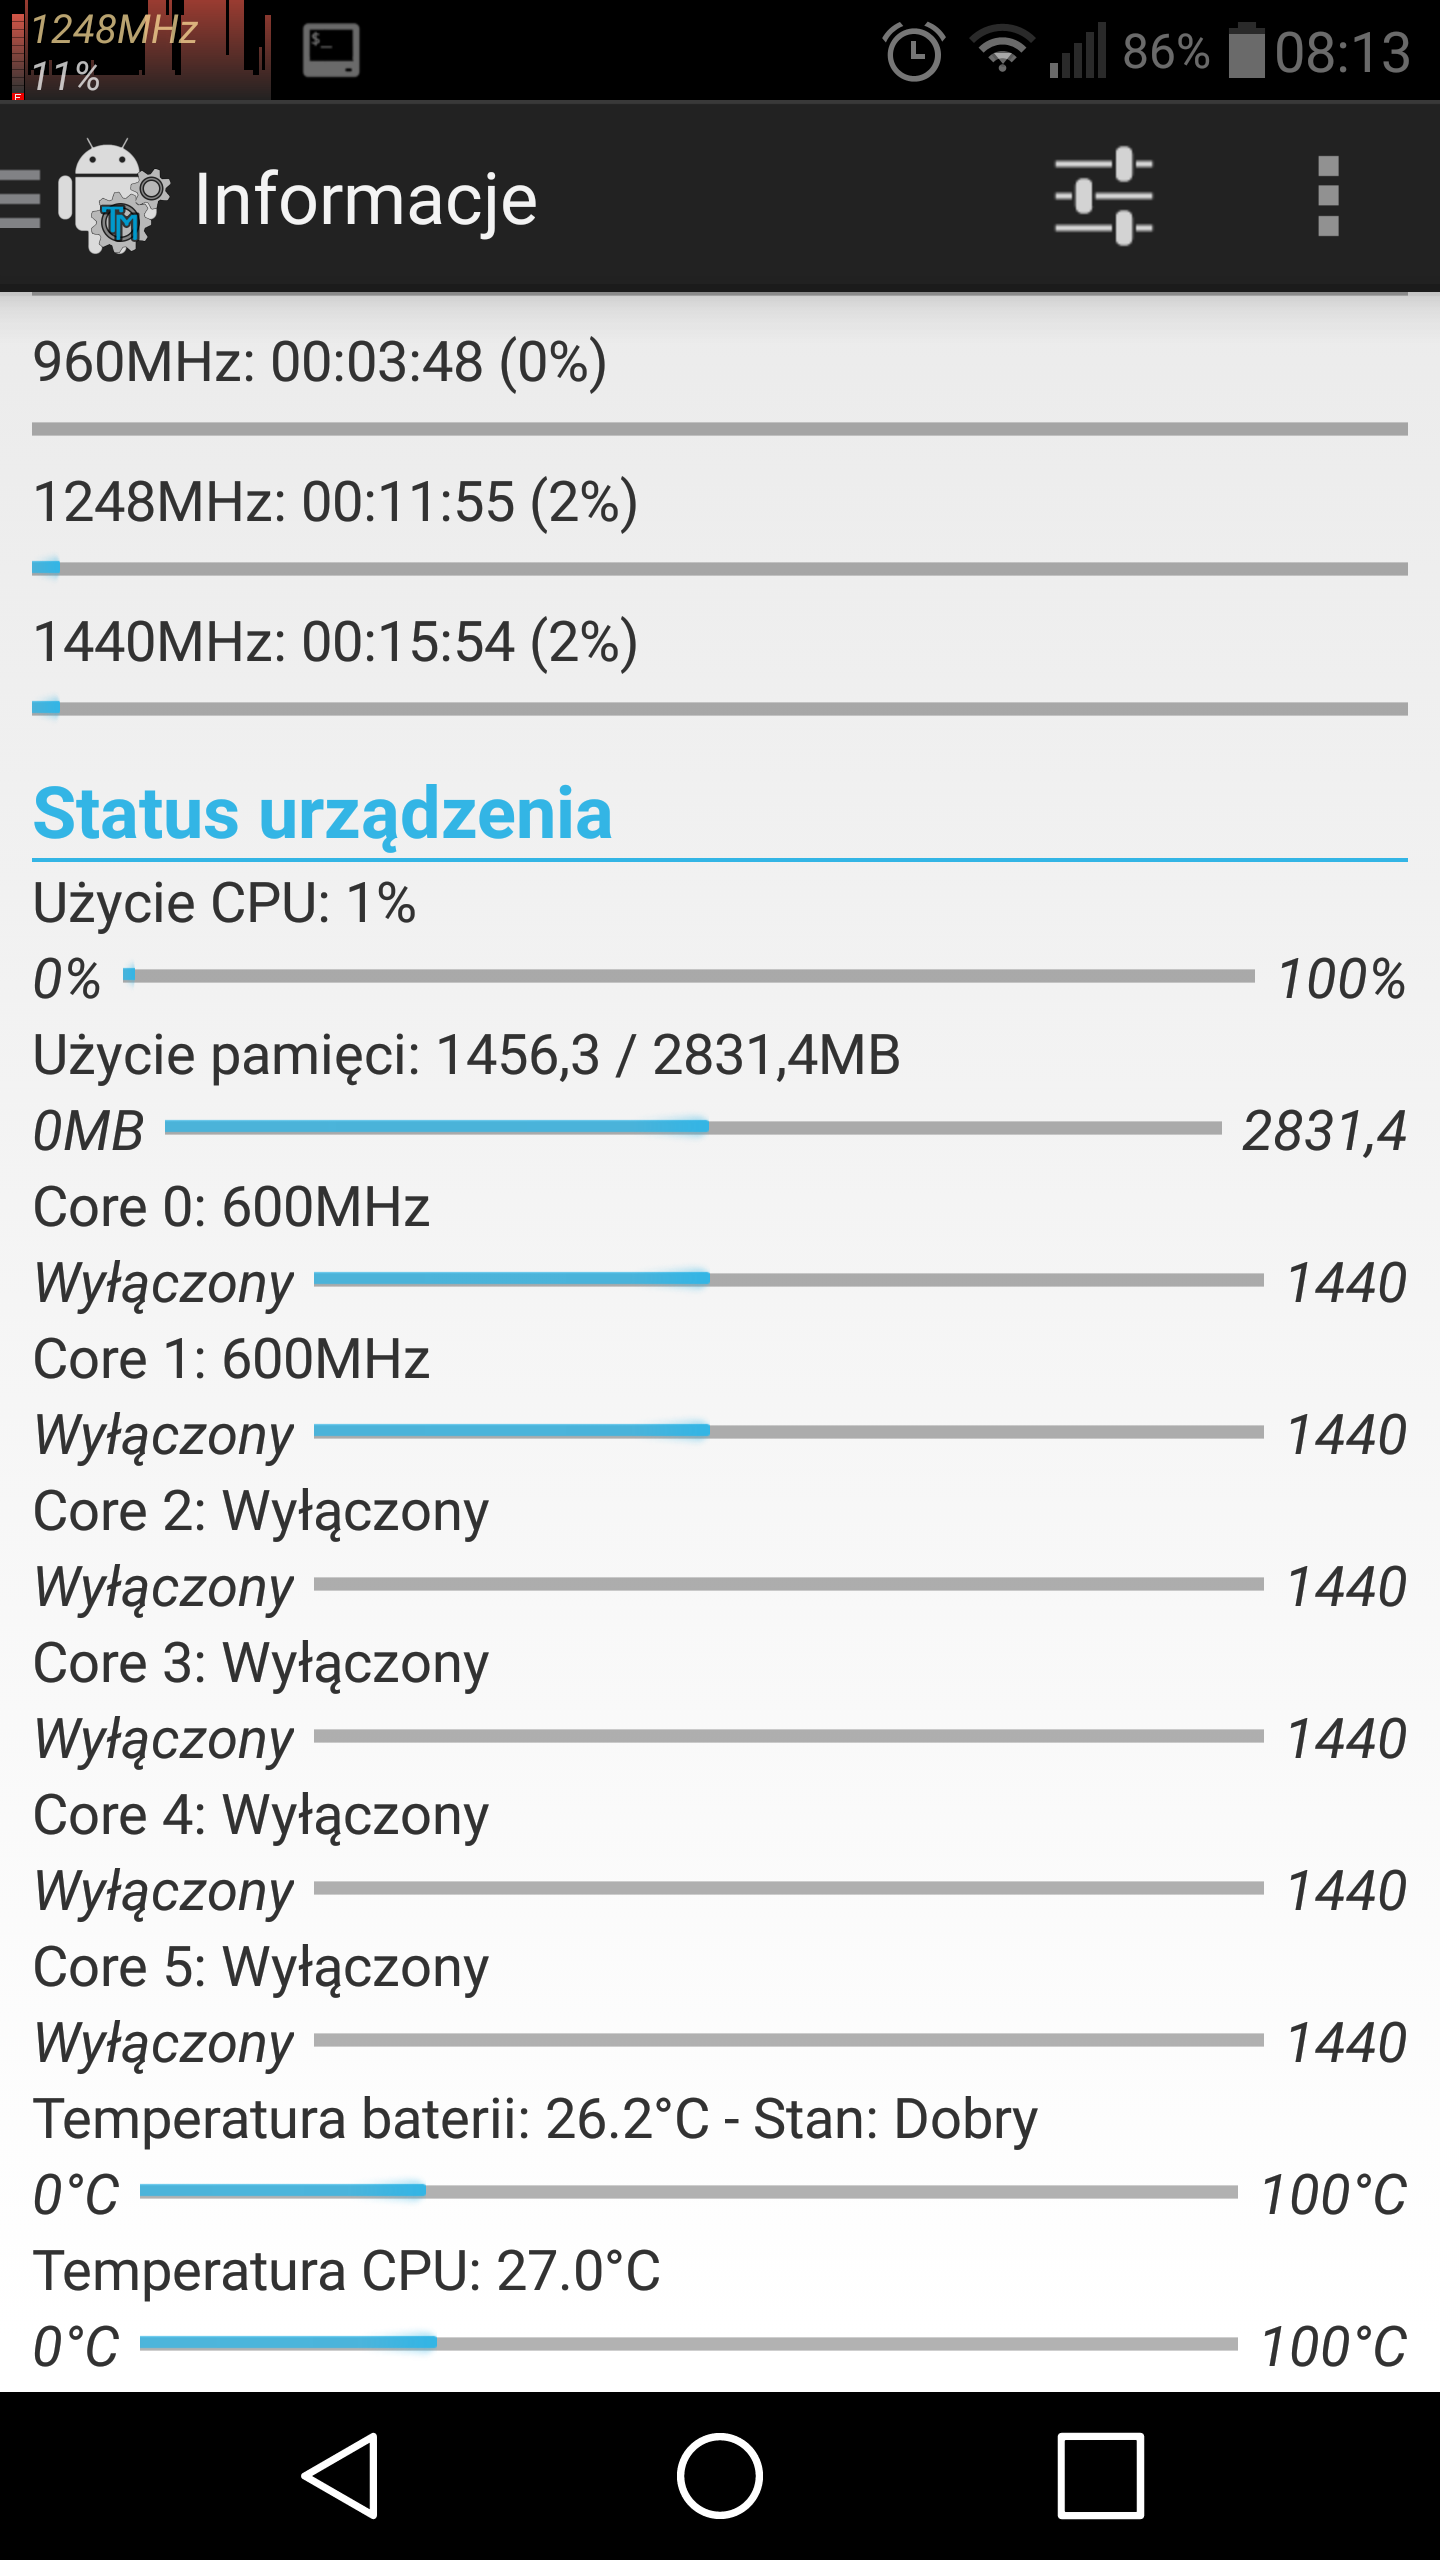 1248MHz
11%
86% 08:13
Informacje
960MHz: 00:03:48 (0%)
1248MHz: 00:11:55 (2%)
1440MHz: 00:15:54 (2%)
Status urządzenia
Użycie CPU: 1%
0% 100%
Użycie pamięci: 1456,3 / 2831,4MB
0MB 2831,4
Core 0: 600MHz
Wyłączony 1440
Core 1: 600MHz
Wyłączony 1440
Core 2: Wyłączony
Wyłączony 1440
Core 3: Wyłączony
Wyłączony 1440
Core 4: Wyłączony
Wyłączony 1440
Core 5: Wyłączony
Wyłączony 1440
Temperatura baterii: 26.2°C - Stan: Dobry
0°C 100°C
Temperatura CPU: 27.0°C
0°C 100°C